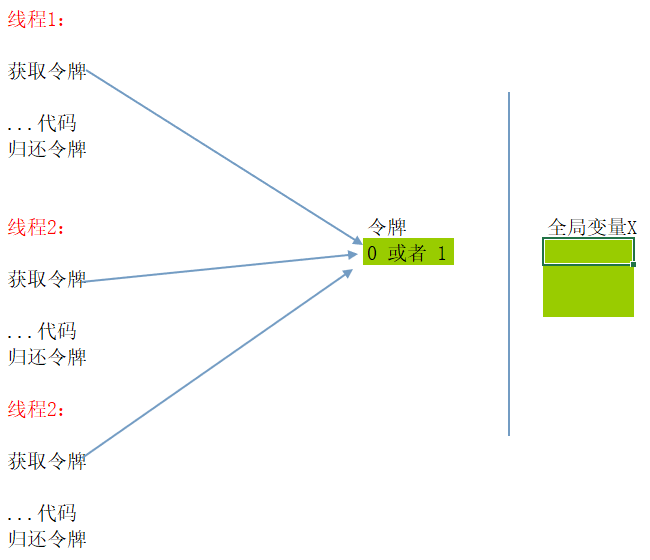 线程1:
获取令牌
...代码
归还令牌
线程2:
获取令牌
...代码
归还令牌
线程2:
获取令牌
...代码
归还令牌
令牌
0 或者 1
全局变量X